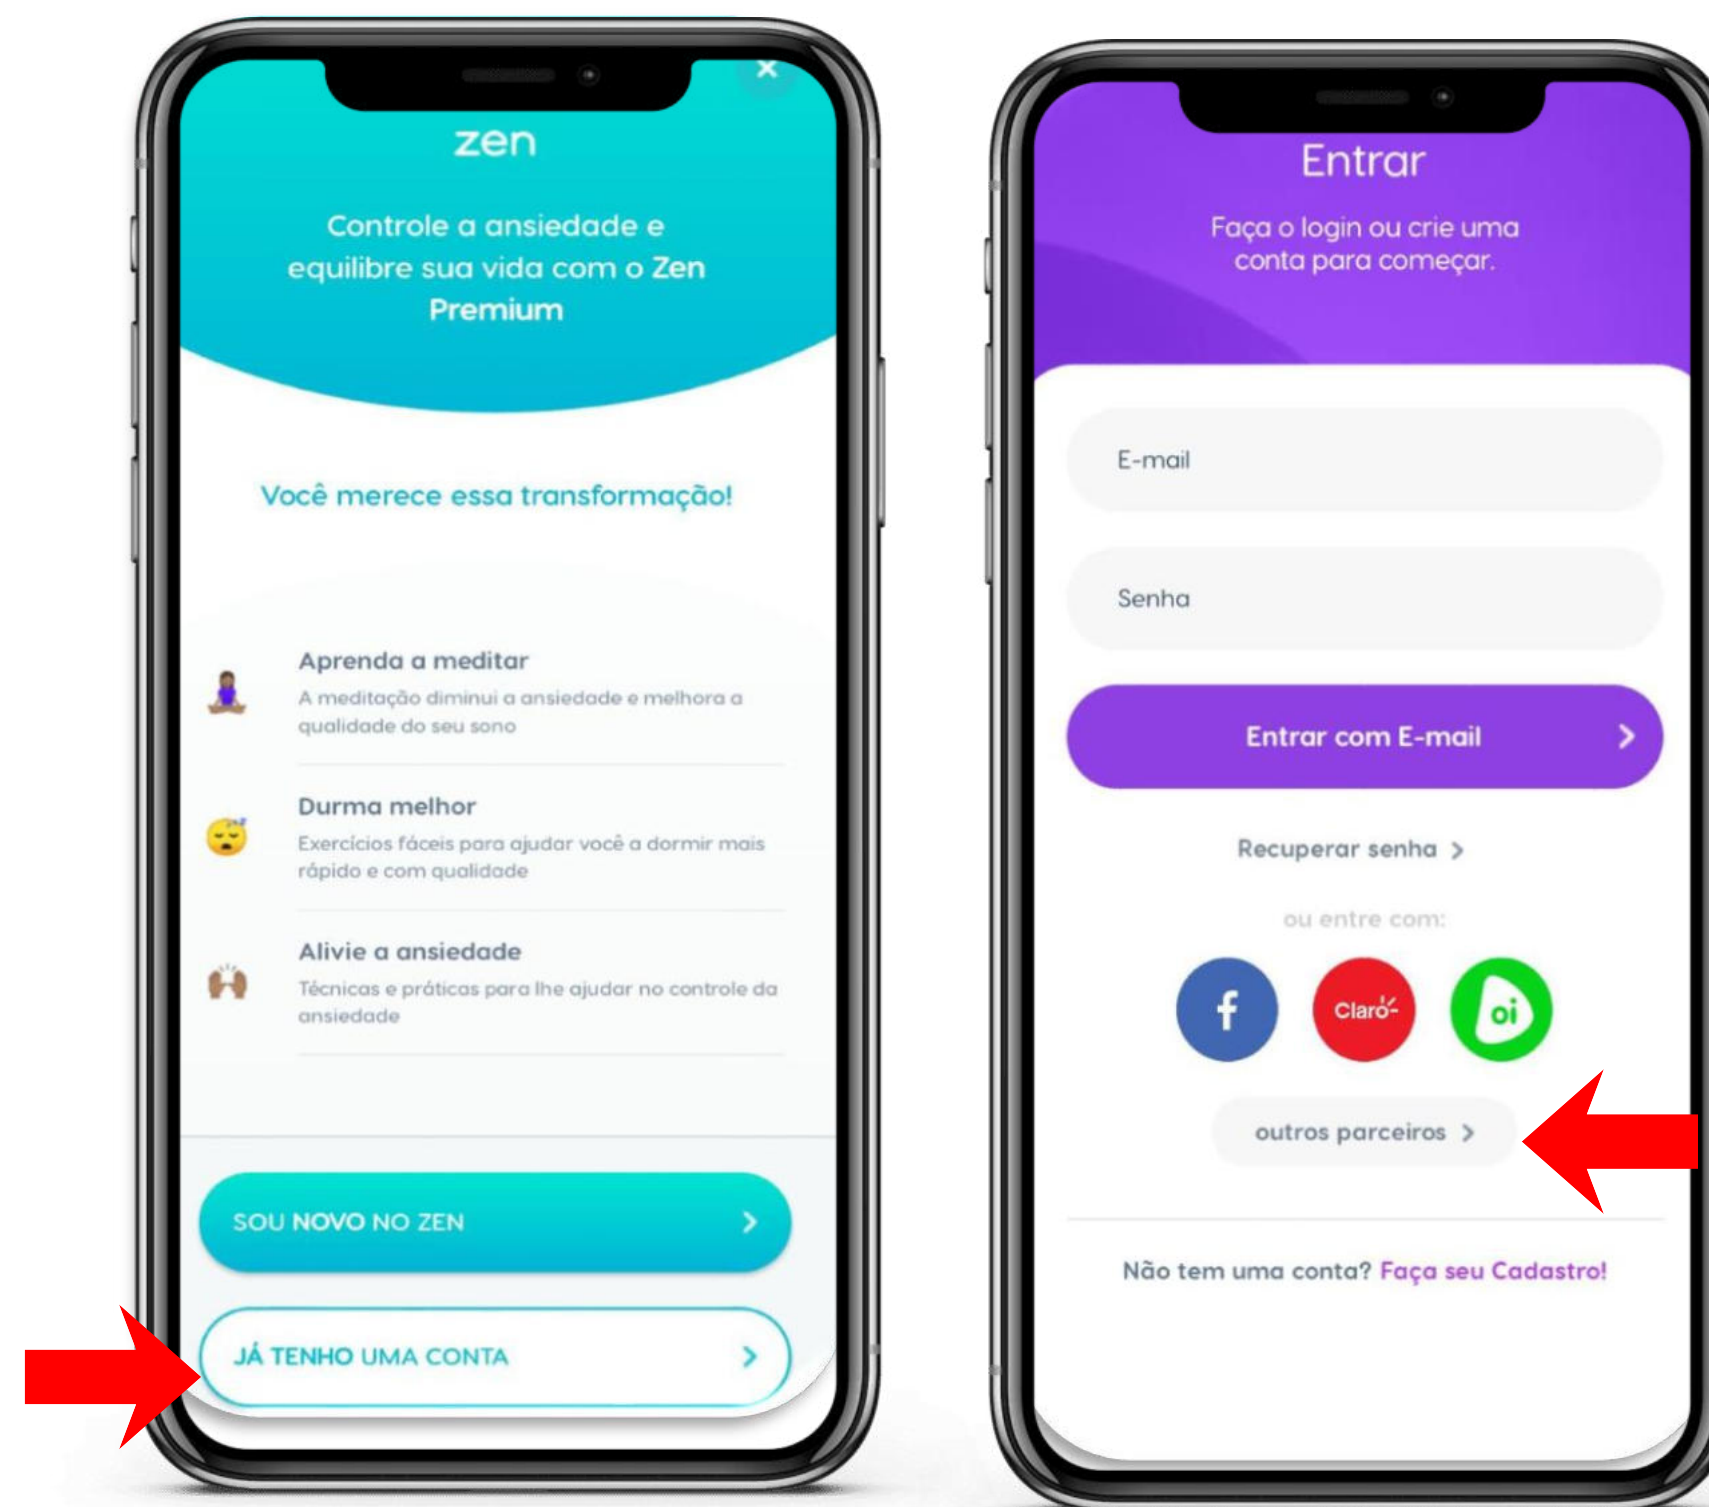 zen
Controle a ansiedade e
equilibre sua vida com o Zen
Premium
Você merece essa transformação!
Aprenda a meditar
A meditação diminui a ansiedade e melhora a
qualidade do seu sono
Durma melhor
Exercícios fáceis para ajudar você a dormir mais
rápido e com qualidade
Alivie a ansiedade
Técnicas e práticas para lhe ajudar no controle da
ansiedade
SOU NOVO NO ZEN
JÁ TENHO UMA CONTA
Entrar
Faça o login ou crie uma
conta para começar.
E-mail
Senha
Entrar com E-mail
Recuperar senha
ou entre com:
f
Claro
oi
outros parceiros
Não tem uma conta? Faça seu Cadastro!